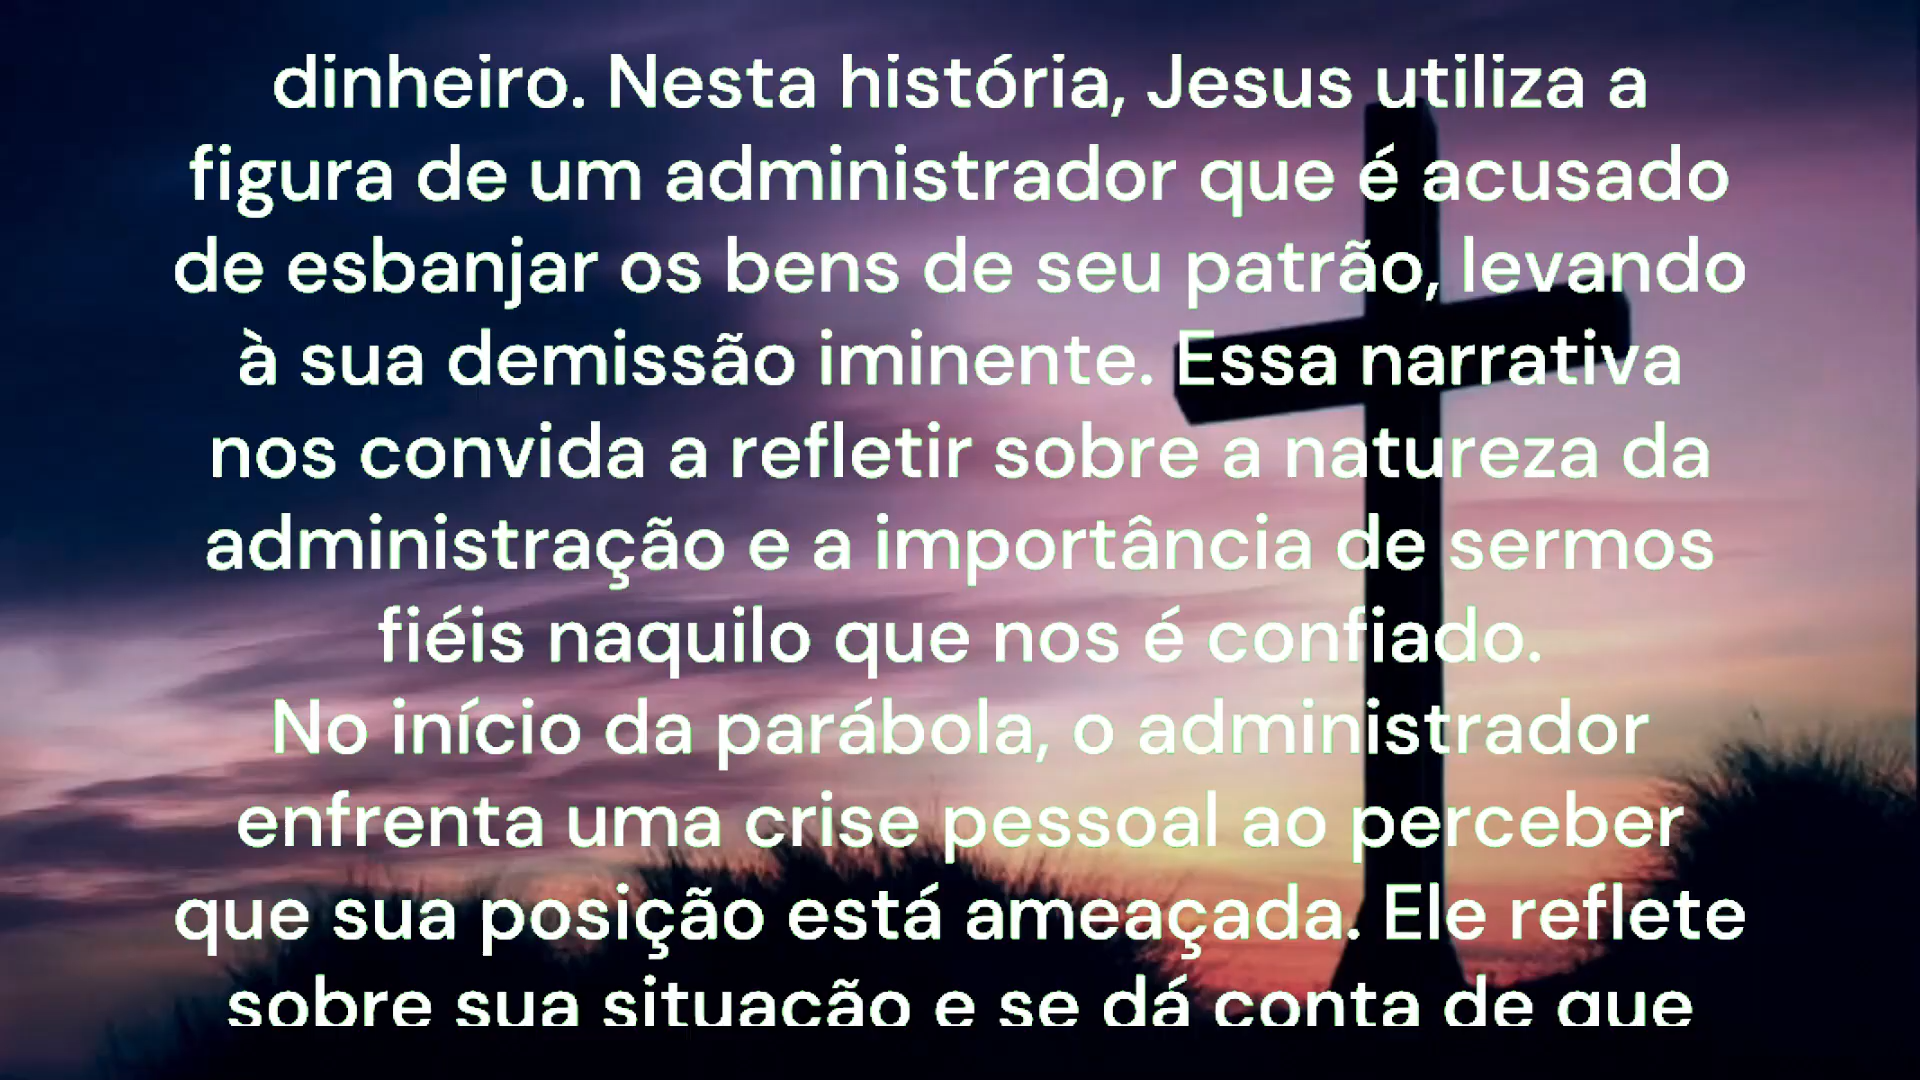 dinheiro. Nesta história, Jesus utiliza a
figura de um administrador que é acusado
de esbanjar os bens de seu patrão, levando
à sua demissão iminente. Essa narrativa
nos convida a refletir sobre a natureza da
administração e a importância de sermos
fiéis naquilo que nos é confiado.
No início da parábola, o administrador
enfrenta uma crise pessoal ao perceber
que sua posição está ameaçada. Ele reflete
sobre sua situação e se dá conta de que